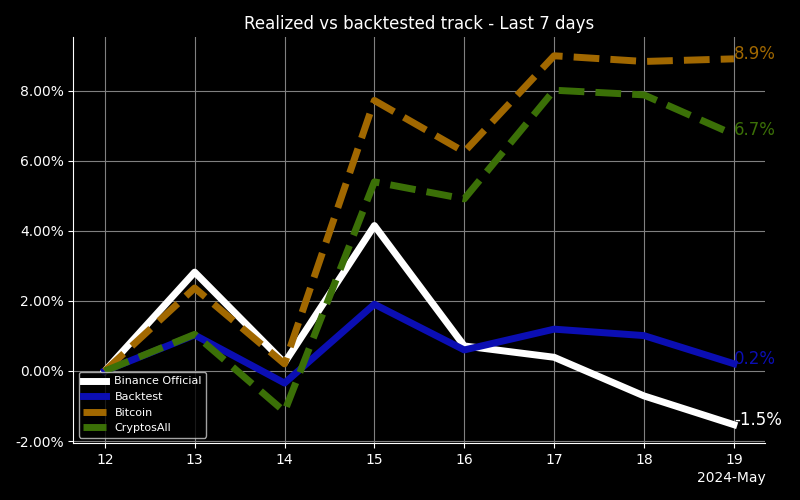 Realized vs backtested track - Last 7 days
8.9%
8.00%
6.7%
6.00%
4.00%
2.00%
0.2%
0.00%
Binance Official
Backtest
Bitcoin
CryptosAll
-1.5%
-2.00%
12 13 14 15 16 17 18 19
2024-May